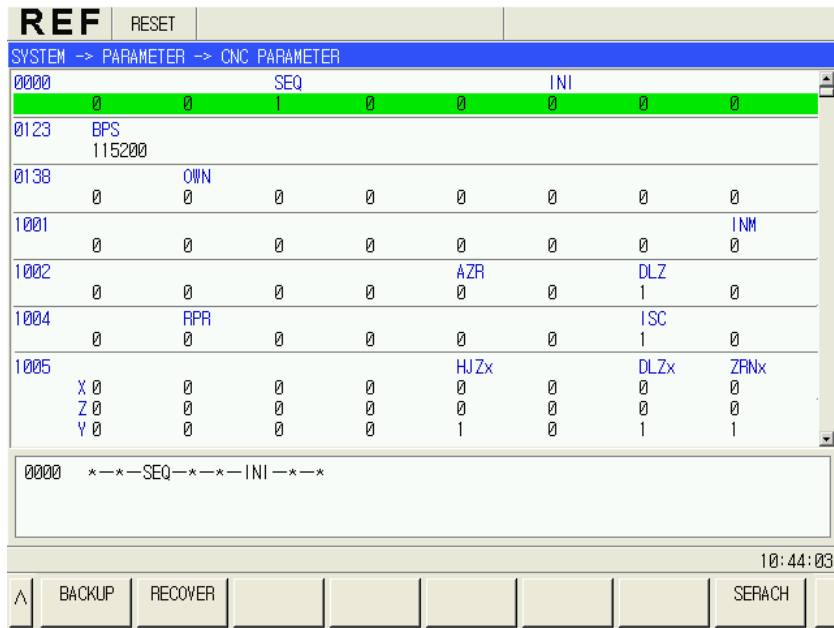 REF RESET
SYSTEM -> PARAMETER -> CNC PARAMETER
0000 SEQ INI
0 0 1 0 0 0 0 0
0123 BPS
115200
0138 OWN
0 0 0 0 0 0 0 0
1001 INM
0 0 0 0 0 0 0 0
1002 AZR DLZ
0 0 0 0 0 0 1 0
1004 RPR ISC
0 0 0 0 0 0 1 0
1005 HJZx DLZx ZRNx
X 0 0 0 0 0 0 0 0
Z 0 0 0 0 0 0 0 0
Y 0 0 0 0 1 0 1 1
0000 *—*—SEQ—*—*—INI—*—*
10:44:03
^ BACKUP RECOVER SERACH